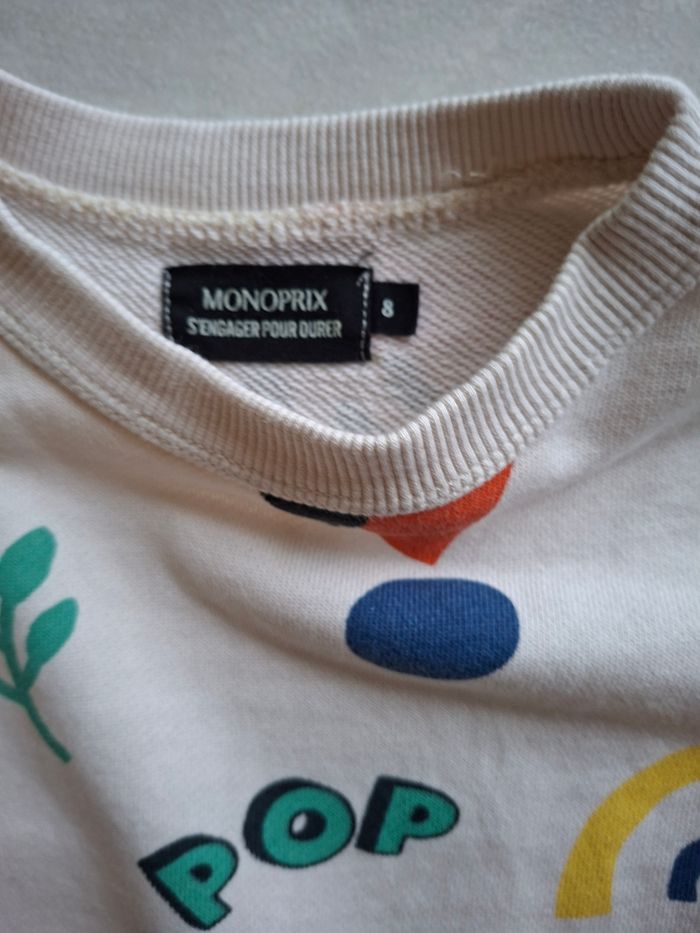 MONOPRIX
S'ENGAGER POUR DURER
8
POP